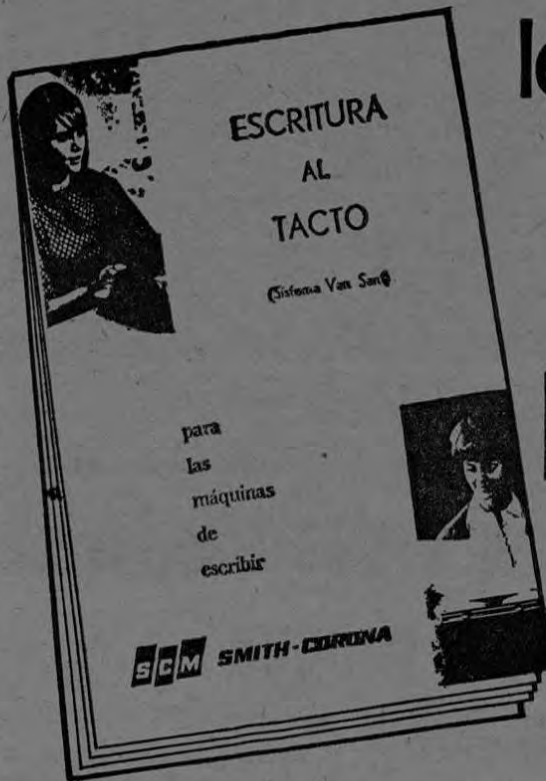 ESCRITURA
AL
TACTO
(Sistema Van Sant)
para
las
máquinas
de
escribir
SCM SMITH-CORONA